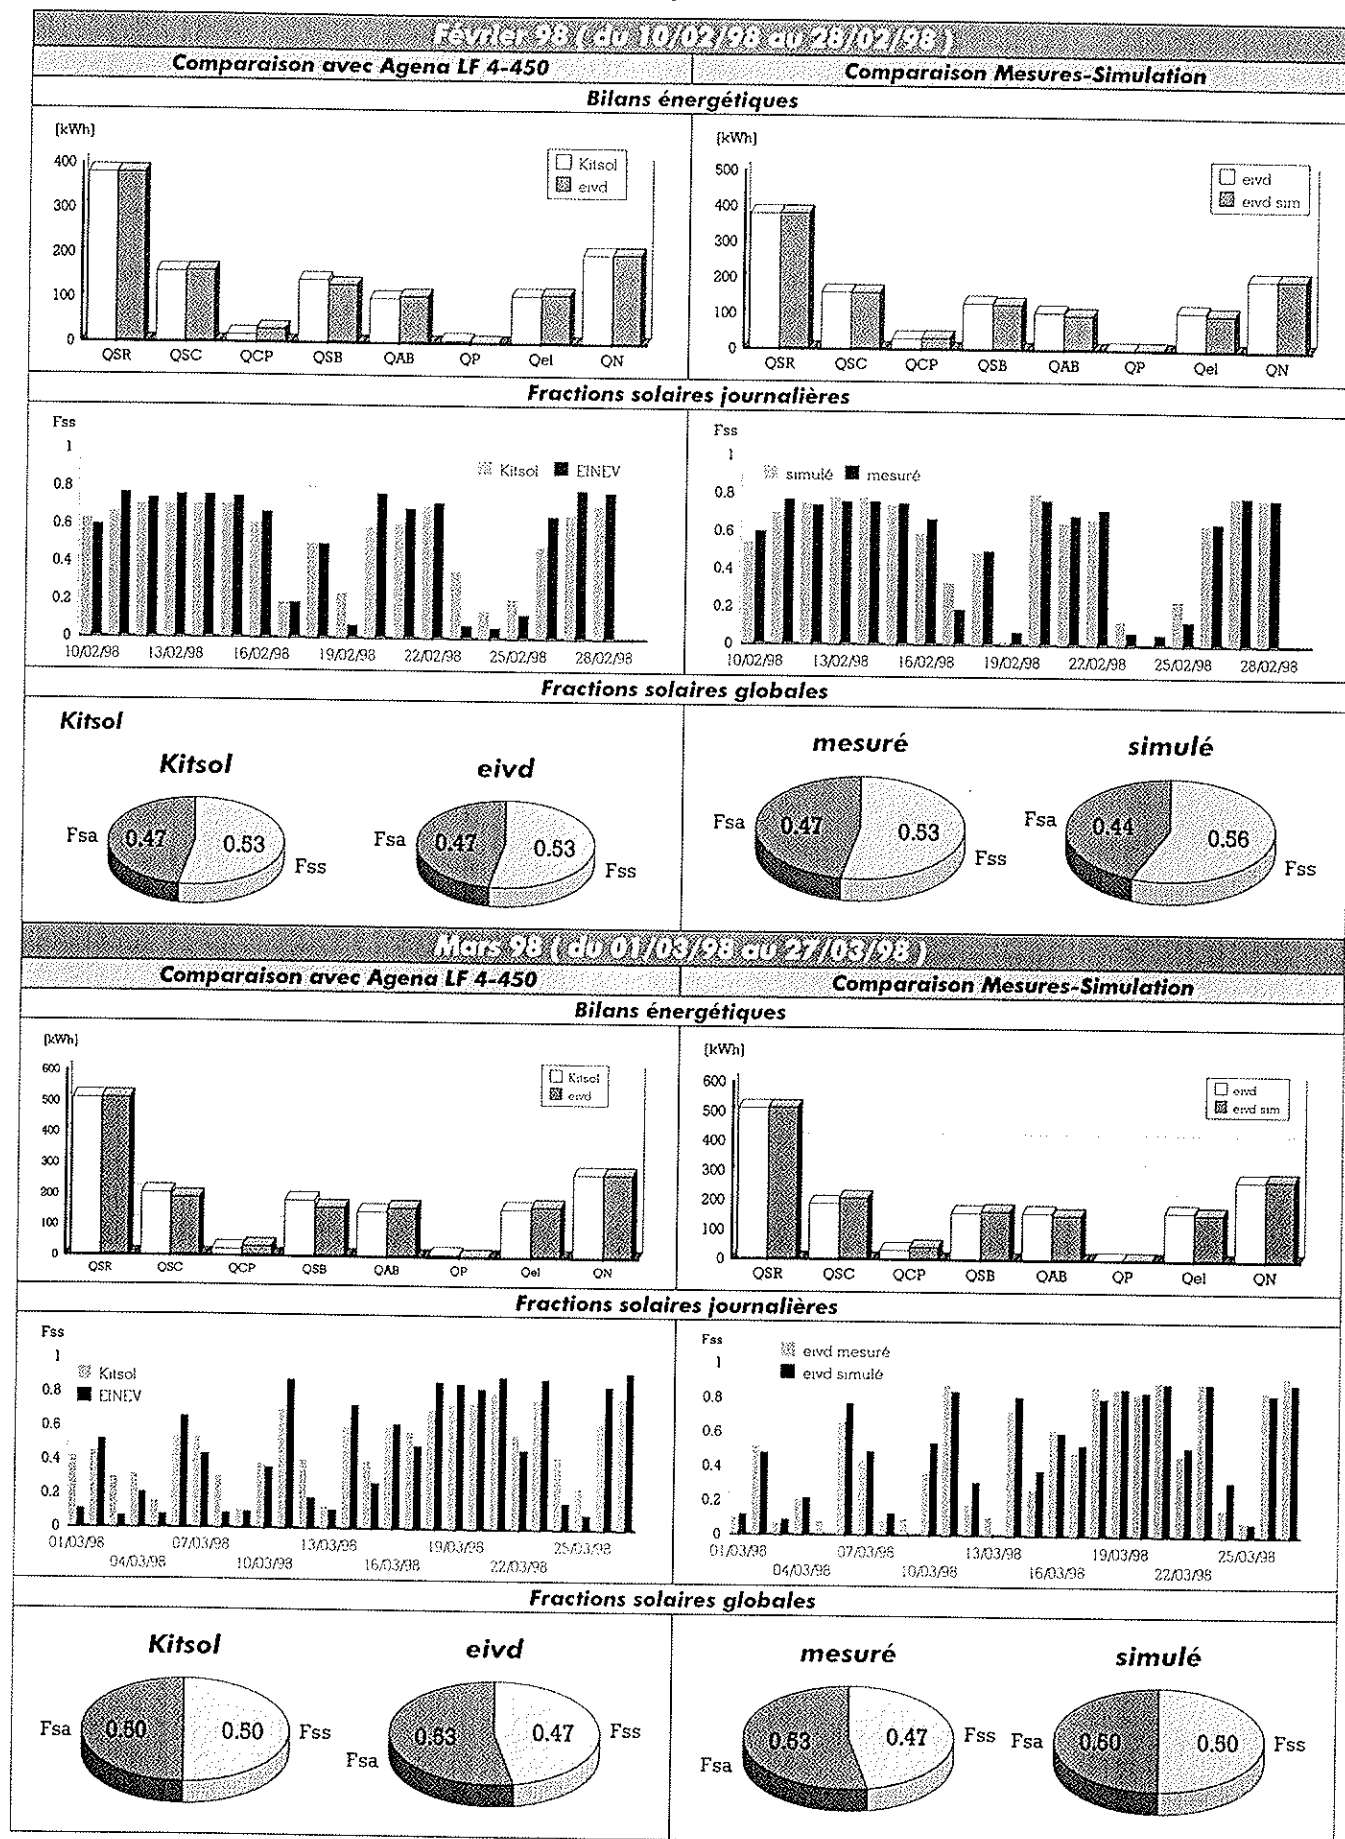 Février 98 ( du 10/02/98 au 28/02/98 )
Comparaison avec Agena LF 4-450
Comparaison Mesures-Simulation
Bilans énergétiques
[kWh]
400
300
200
100
0
Kitsol
eivd
QSR QSC QCP QSB QAB QP Qel QN
[kWh]
500
400
300
200
100
0
eivd
eivd sim
QSR QSC QCP QSB QAB QP Qel QN
Fractions solaires journalières
Fss
1
0.8
0.6
0.4
0.2
0
Kitsol EINEV
10/02/98 13/02/98 16/02/98 19/02/98 22/02/98 25/02/98 28/02/98
Fss
1
0.8
0.6
0.4
0.2
0
simulé mesuré
10/02/98 13/02/98 16/02/98 19/02/98 22/02/98 25/02/98 28/02/98
Fractions solaires globales
Kitsol
Kitsol
Fsa 0.47 0.53 Fss
eivd
Fsa 0.47 0.53 Fss
mesuré
Fsa 0.47 0.53 Fss
simulé
Fsa 0.44 0.56 Fss
Mars 98 ( du 01/03/98 au 27/03/98 )
Comparaison avec Agena LF 4-450
Comparaison Mesures-Simulation
Bilans énergétiques
[kWh]
600
500
400
300
200
100
0
Kitsol
eivd
QSR QSC QCP QSB QAB QP Qel QN
[kWh]
600
500
400
300
200
100
0
eivd
eivd sim
QSR QSC QCP QSB QAB QP Qel QN
Fractions solaires journalières
Fss
1
0.8
0.6
0.4
0.2
0
Kitsol
EINEV
01/03/98 07/03/98 13/03/98 19/03/98 25/03/98
04/03/98 10/03/98 16/03/98 22/03/98
Fss
1
0.8
0.6
0.4
0.2
0
eivd mesuré
eivd simulé
01/03/98 07/03/98 13/03/98 19/03/98 25/03/98
04/03/98 10/03/98 16/03/98 22/03/98
Fractions solaires globales
Kitsol
Fsa 0.50 0.50 Fss
eivd
Fsa 0.53 0.47 Fss
mesuré
Fsa 0.53 0.47 Fss
simulé
Fsa 0.50 0.50 Fss